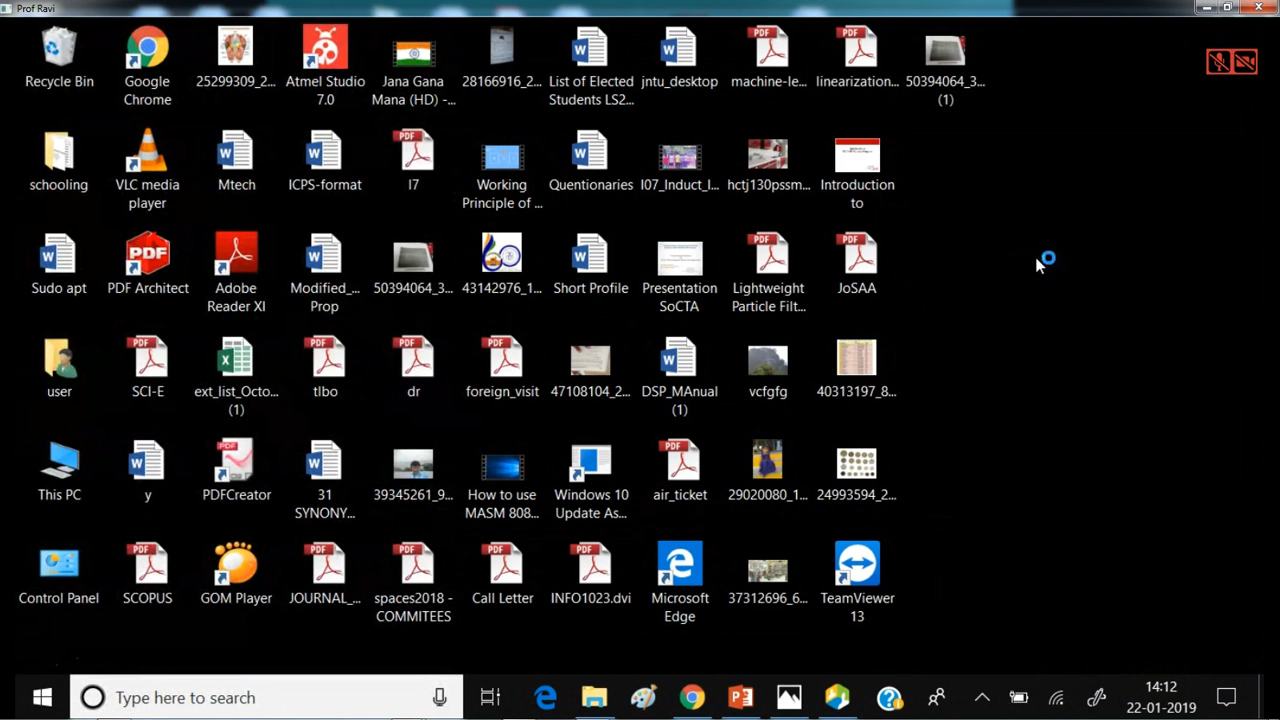 Prof Ravi
Recycle Bin
Google
Chrome
25299309_2...
Atmel Studio
7.0
Jana Gana
Mana (HD) -...
28166916_2...
List of Elected
Students LS2...
jntu_desktop
machine-le...
linearization...
50394064_3...
(1)
schooling
VLC media
player
Mtech
ICPS-format
I7
Working
Principle of ...
Quentionaries
I07_Induct_I...
hctj130pssm...
Introduction
to
Sudo apt
PDF Architect
Adobe
Reader XI
Modified_...
Prop
50394064_3...
43142976_1...
Short Profile
Presentation
SoCTA
Lightweight
Particle Filt...
JoSAA
user
SCI-E
ext_list_Octo...
(1)
tlbo
dr
foreign_visit
47108104_2...
DSP_MAnual
(1)
vcfgfg
40313197_8...
This PC
y
PDFCreator
31
SYNONY...
39345261_9...
How to use
MASM 808...
Windows 10
Update As...
air_ticket
29020080_1...
24993594_2...
Control Panel
SCOPUS
GOM Player
JOURNAL_...
spaces2018 -
COMMITEES
Call Letter
INFO1023.dvi
Microsoft
Edge
37312696_6...
TeamViewer
13
Type here to search
14:12
22-01-2019